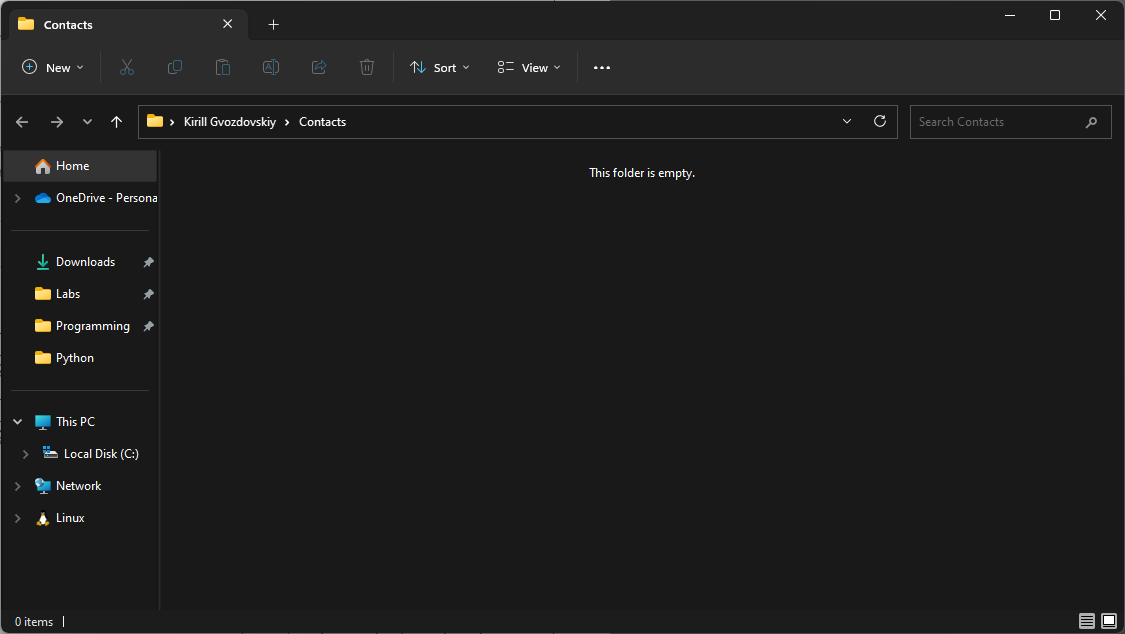 Contacts
New
Sort
View
Kirill Gvozdovskiy
Contacts
Search Contacts
Home
OneDrive - Persona
Downloads
Labs
Programming
Python
This PC
Local Disk (C:)
Network
Linux
This folder is empty.
0 items